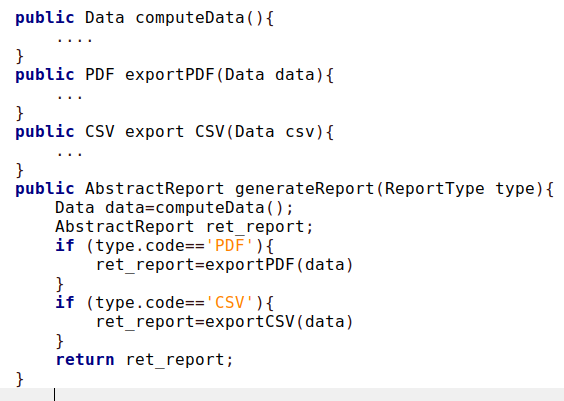 public Data computeData(){
    ....
}
public PDF exportPDF(Data data){
    ...
}
public CSV export CSV(Data csv){
    ...
}
public AbstractReport generateReport(ReportType type){
    Data data=computeData();
    AbstractReport ret_report;
    if (type.code=='PDF'){
        ret_report=exportPDF(data)
    }
    if (type.code=='CSV'){
        ret_report=exportCSV(data)
    }
    return ret_report;
}